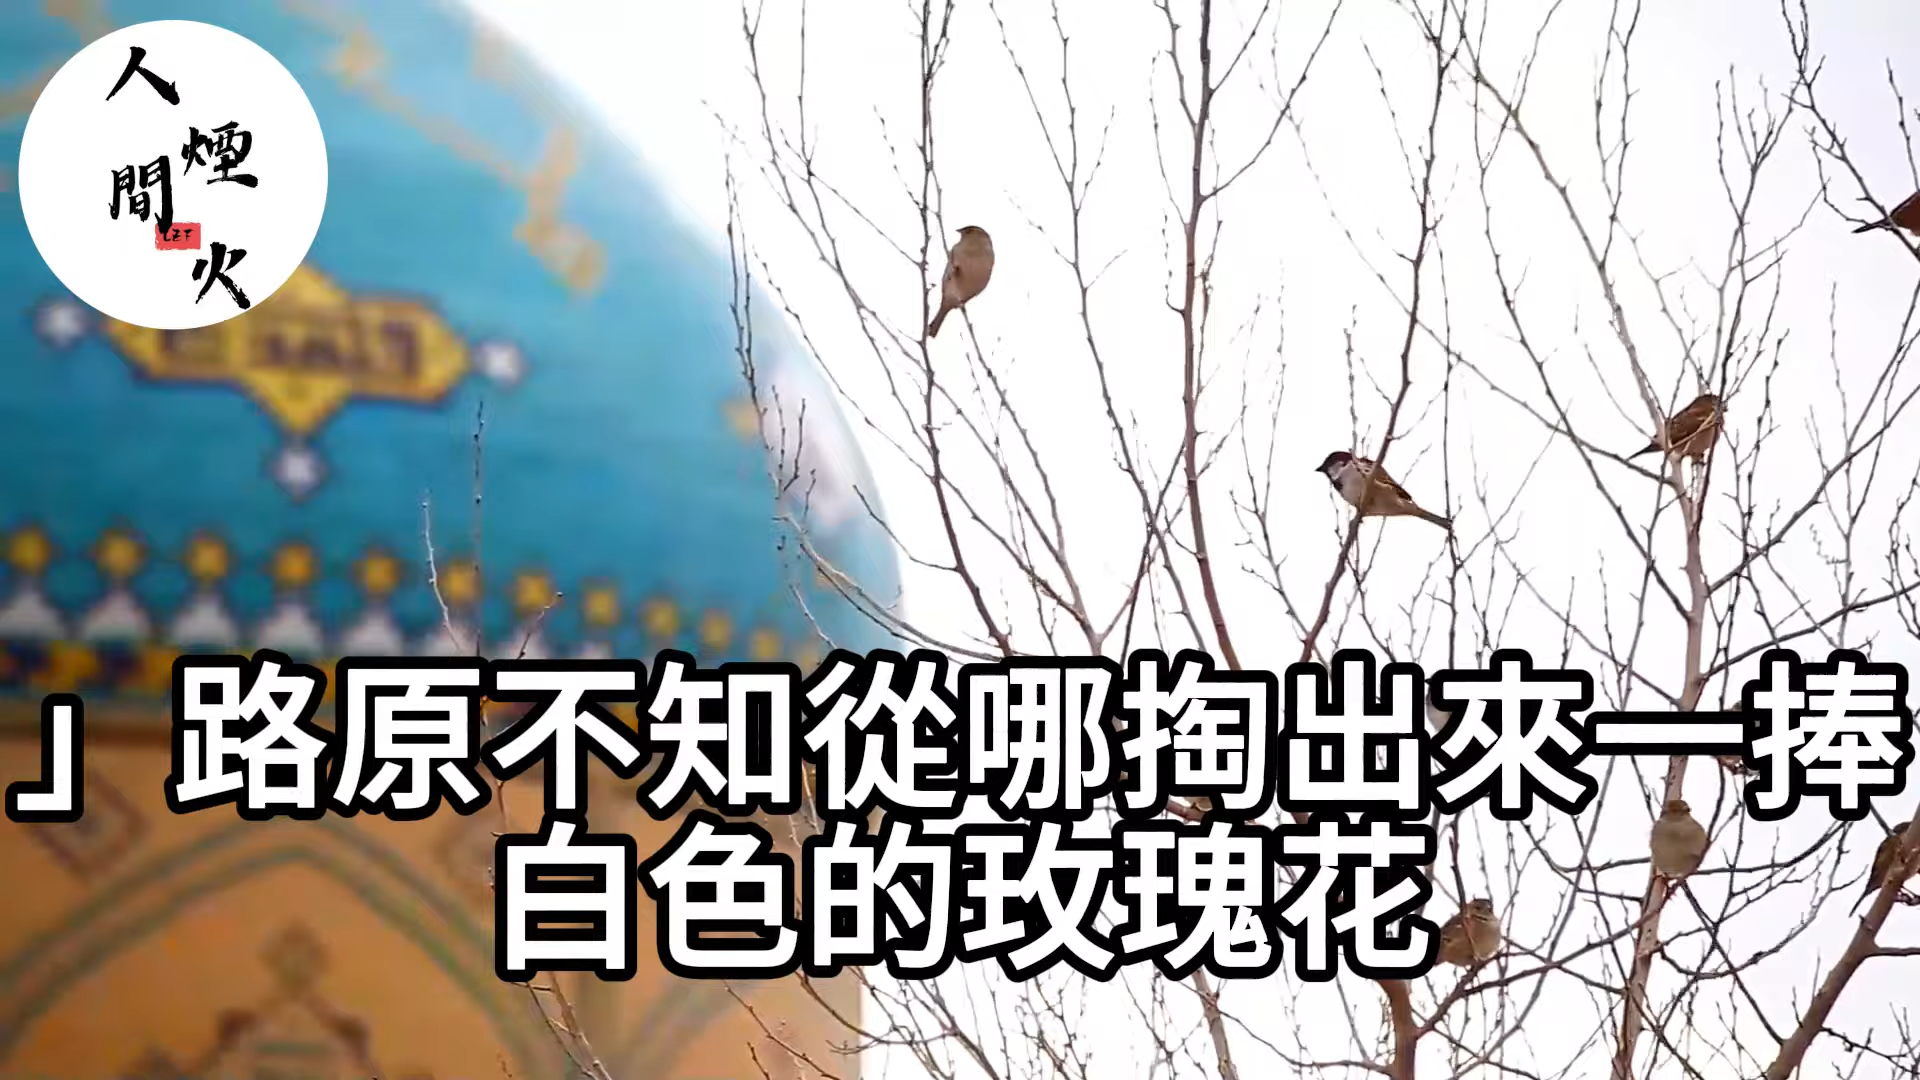 人間煙火
」路原不知從哪掏出來一捧
白色的玫瑰花